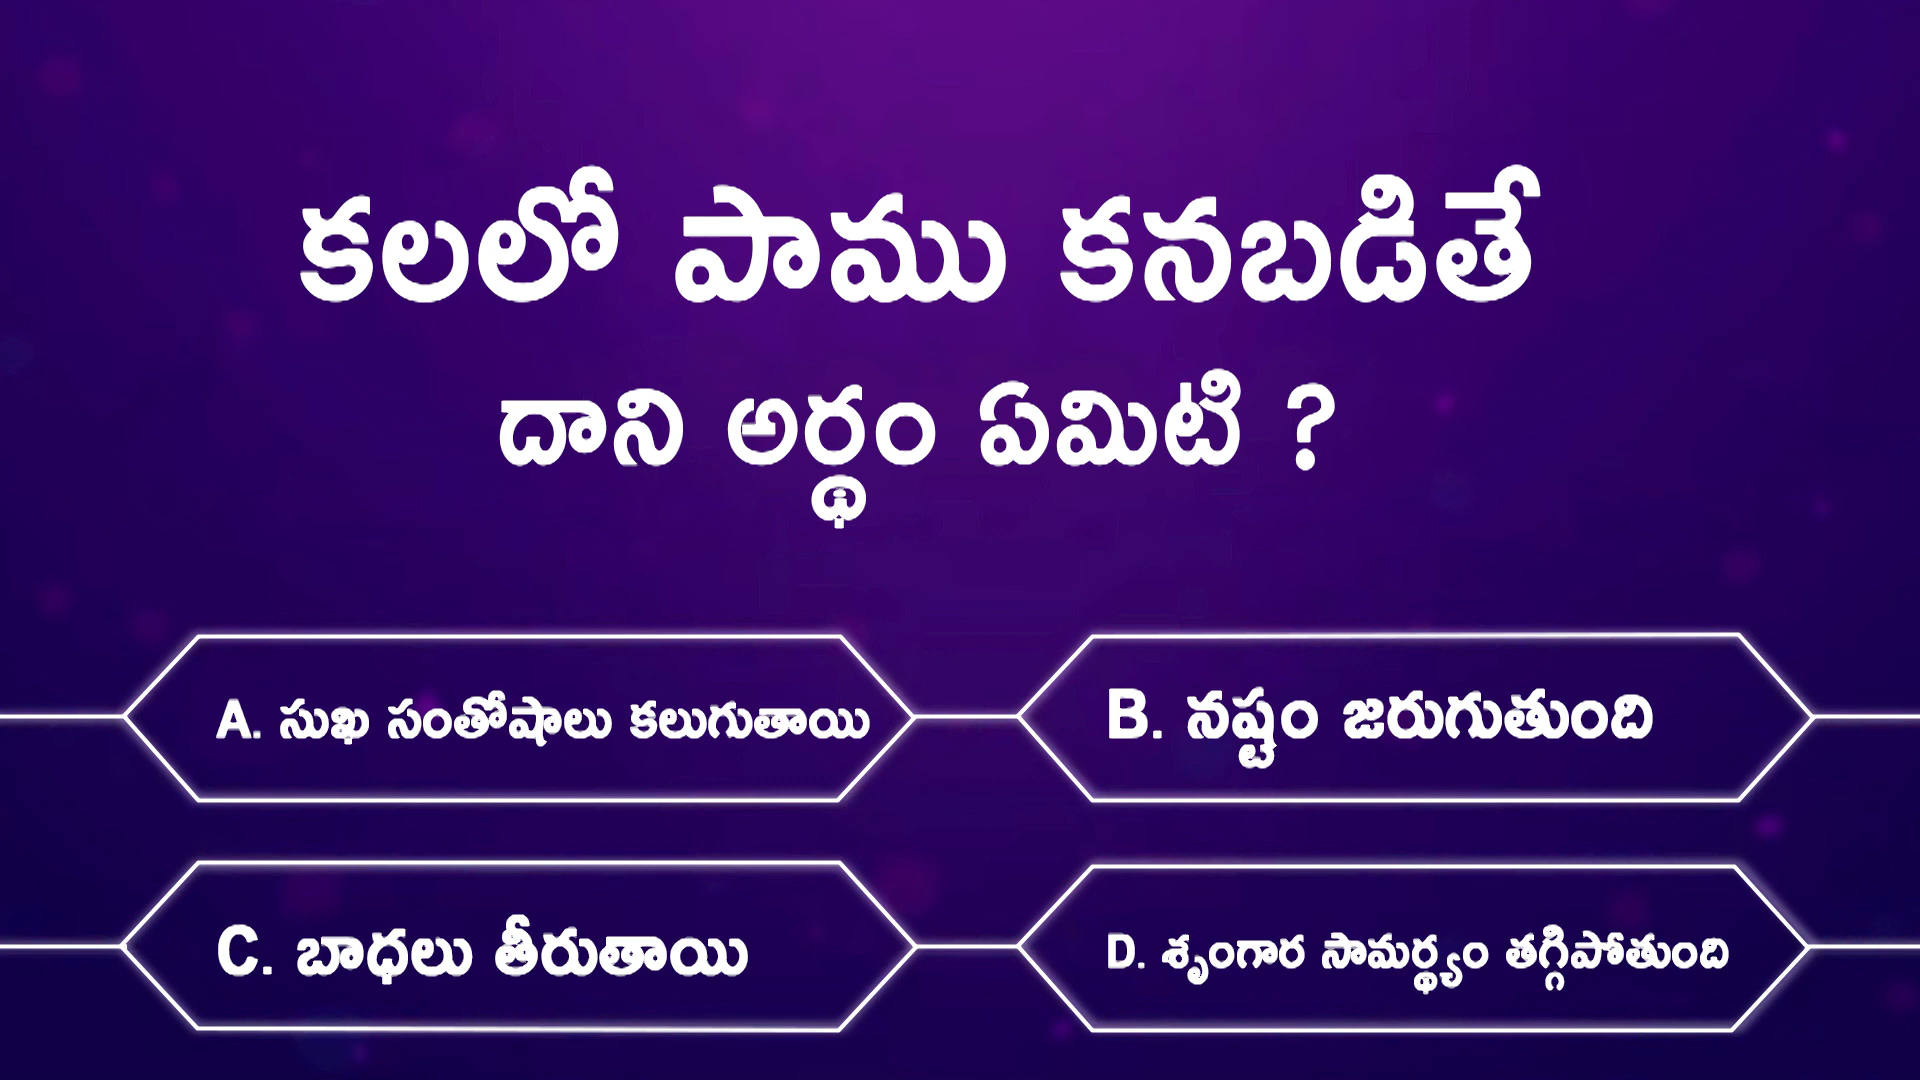 కలలో పాము కనబడితే
దాని అర్థం ఏమిటి ?
A. సుఖ సంతోషాలు కలుగుతాయి
B. నష్టం జరుగుతుంది
C. బాధలు తీరుతాయి
D. శృంగార సామర్థ్యం తగ్గిపోతుంది